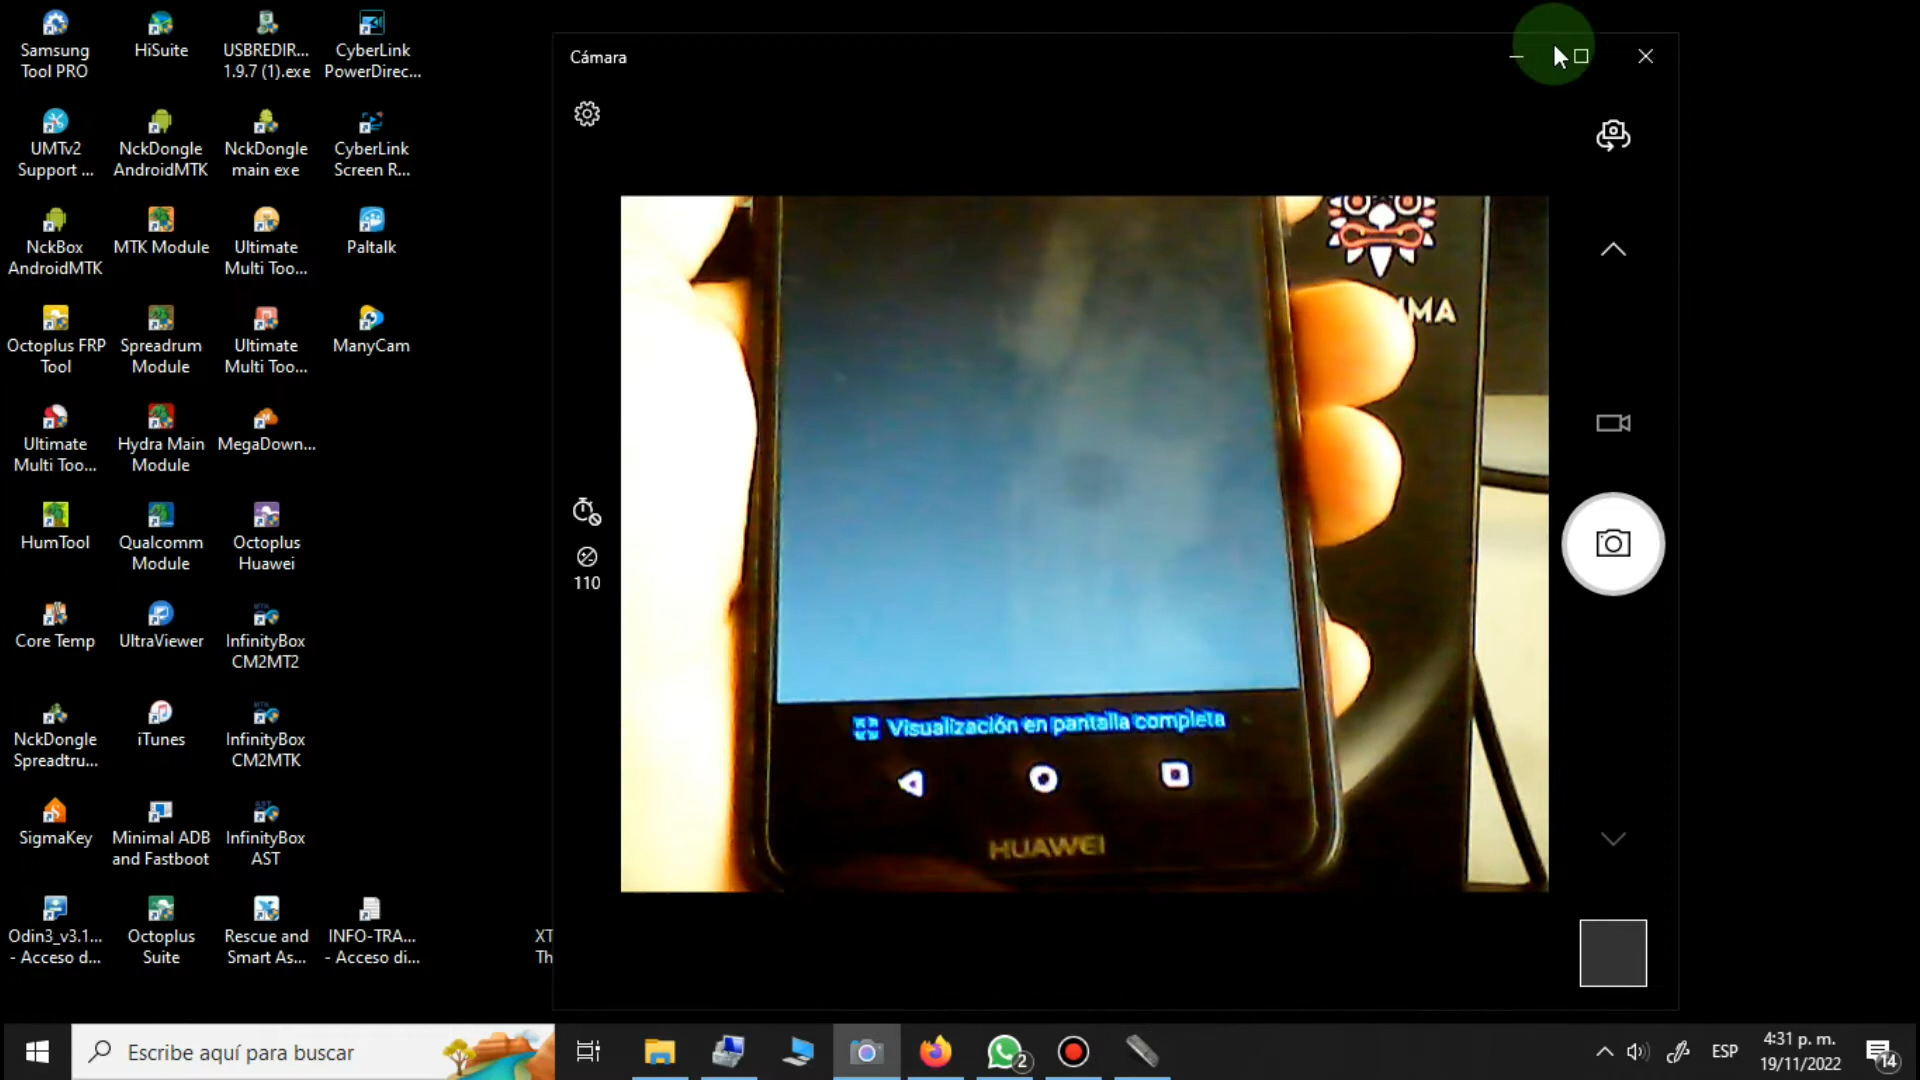 Samsung
Tool PRO
HiSuite
USBREDIR...
1.9.7 (1).exe
CyberLink
PowerDirec...
UMTv2
Support ...
NckDongle
AndroidMTK
NckDongle
main exe
CyberLink
Screen R...
NckBox
AndroidMTK
MTK Module
Ultimate
Multi Too...
Paltalk
Octoplus FRP
Tool
Spreadrum
Module
Ultimate
Multi Too...
ManyCam
Ultimate
Multi Too...
Hydra Main
Module
MegaDown...
HumTool
Qualcomm
Module
Octoplus
Huawei
Core Temp
UltraViewer
InfinityBox
CM2MT2
NckDongle
Spreadtru...
iTunes
InfinityBox
CM2MTK
SigmaKey
Minimal ADB
and Fastboot
InfinityBox
AST
Odin3_v3.1...
- Acceso d...
Octoplus
Suite
Rescue and
Smart As...
INFO-TRA...
- Acceso di...
XT
Th
Cámara
110
MA
Visualización en pantalla completa
HUAWEI
Escribe aquí para buscar
2
ESP
4:31 p. m.
19/11/2022
14